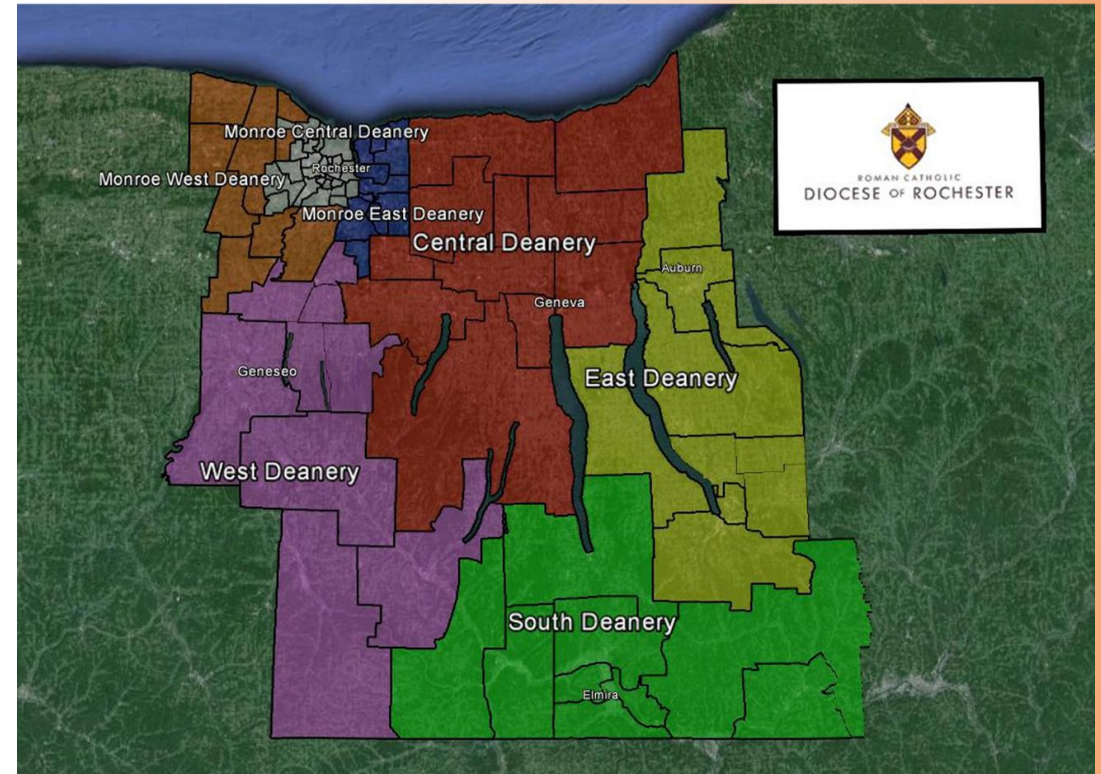 Monroe Central Deanery
Rochester
Monroe West Deanery
Monroe East Deanery
Central Deanery
ROMAN CATHOLIC
DIOCESE OF ROCHESTER
Auburn
Geneva
Geneseo
East Deanery
West Deanery
South Deanery
Elmira